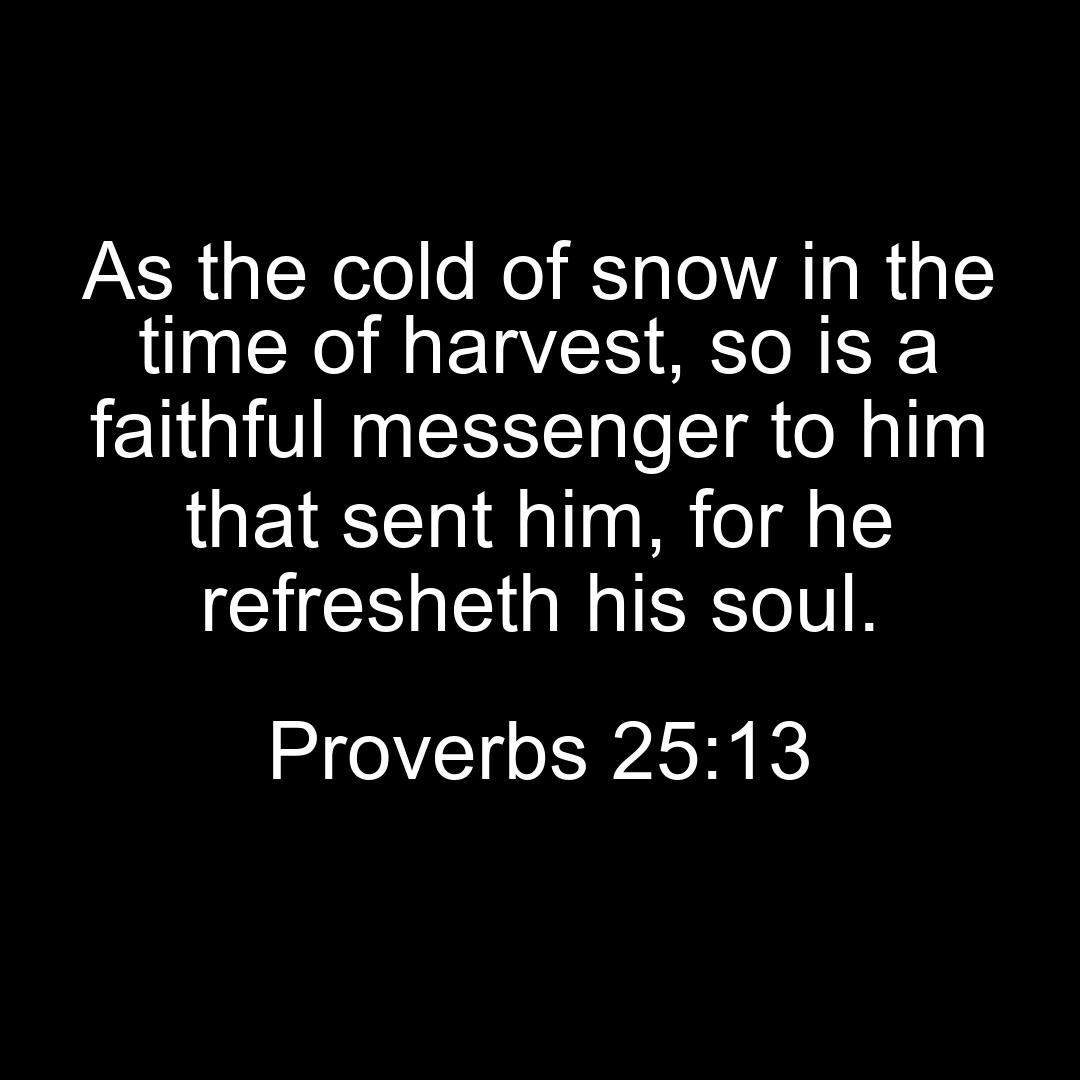 As the cold of snow in the
time of harvest, so is a
faithful messenger to him
that sent him, for he
refresheth his soul.
Proverbs 25:13